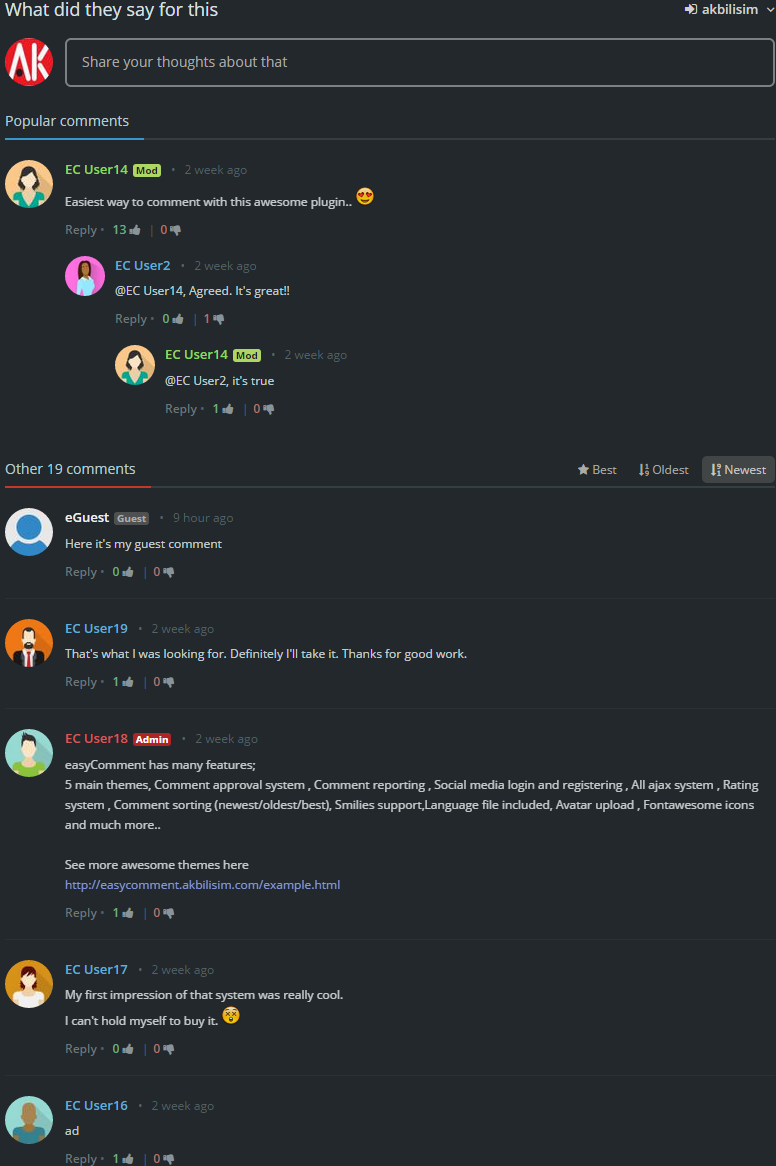 What did they say for this
akbilisim
AK
Share your thoughts about that
Popular comments
EC User14 Mod • 2 week ago
Easiest way to comment with this awesome plugin..
Reply • 13 | 0
EC User2 • 2 week ago
@EC User14, Agreed. It's great!!
Reply • 0 | 1
EC User14 Mod • 2 week ago
@EC User2, it's true
Reply • 1 | 0
Other 19 comments
Best
Oldest
Newest
eGuest Guest • 9 hour ago
Here it's my guest comment
Reply • 0 | 0
EC User19 • 2 week ago
That's what I was looking for. Definitely I'll take it. Thanks for good work.
Reply • 1 | 0
EC User18 Admin • 2 week ago
easyComment has many features;
5 main themes, Comment approval system , Comment reporting , Social media login and registering , All ajax system , Rating
system , Comment sorting (newest/oldest/best), Smilies support,Language file included, Avatar upload , Fontawesome icons
and much more..
See more awesome themes here
http://easycomment.akbilisim.com/example.html
Reply • 1 | 0
EC User17 • 2 week ago
My first impression of that system was really cool.
I can't hold myself to buy it.
Reply • 0 | 0
EC User16 • 2 week ago
ad
Reply • 1 | 0